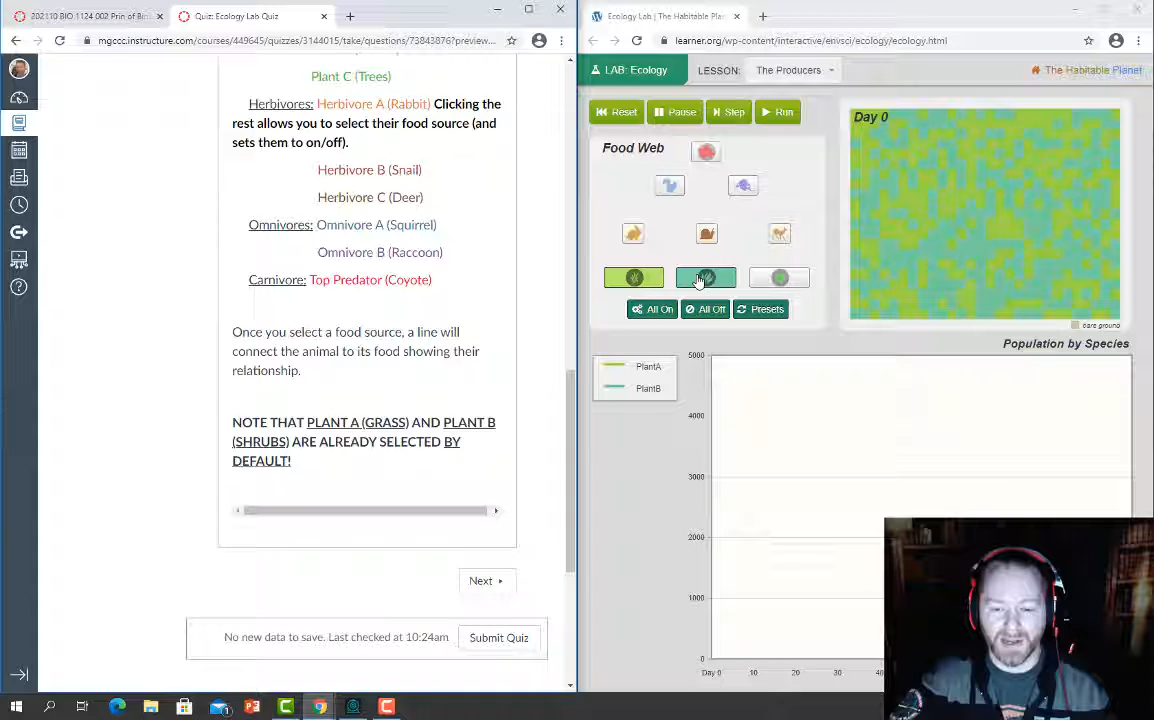 202110 BIO 1124 002 Prin of Bi
Quiz: Ecology Lab Quiz
mgccc.instructure.com/courses/449645/quizzes/3144015/take/questions/73843876?preview...
Plant C (Trees)
Herbivores: Herbivore A (Rabbit) Clicking the
rest allows you to select their food source (and
sets them to on/off).
Herbivore B (Snail)
Herbivore C (Deer)
Omnivores: Omnivore A (Squirrel)
Omnivore B (Raccoon)
Carnivore: Top Predator (Coyote)
Once you select a food source, a line will
connect the animal to its food showing their
relationship.
NOTE THAT PLANT A (GRASS) AND PLANT B
(SHRUBS) ARE ALREADY SELECTED BY
DEFAULT!
Next
No new data to save. Last checked at 10:24am
Submit Quiz
Ecology Lab | The Habitable Plan
learner.org/wp-content/interactive/envsci/ecology/ecology.html
LAB: Ecology
LESSON:
The Producers
The Habitable Planet
Reset
Pause
Step
Run
Food Web
All On
All Off
Presets
Day 0
bare ground
Population by Species
PlantA
PlantB
5000
4000
3000
2000
1000
0
Day 0
10
20
30